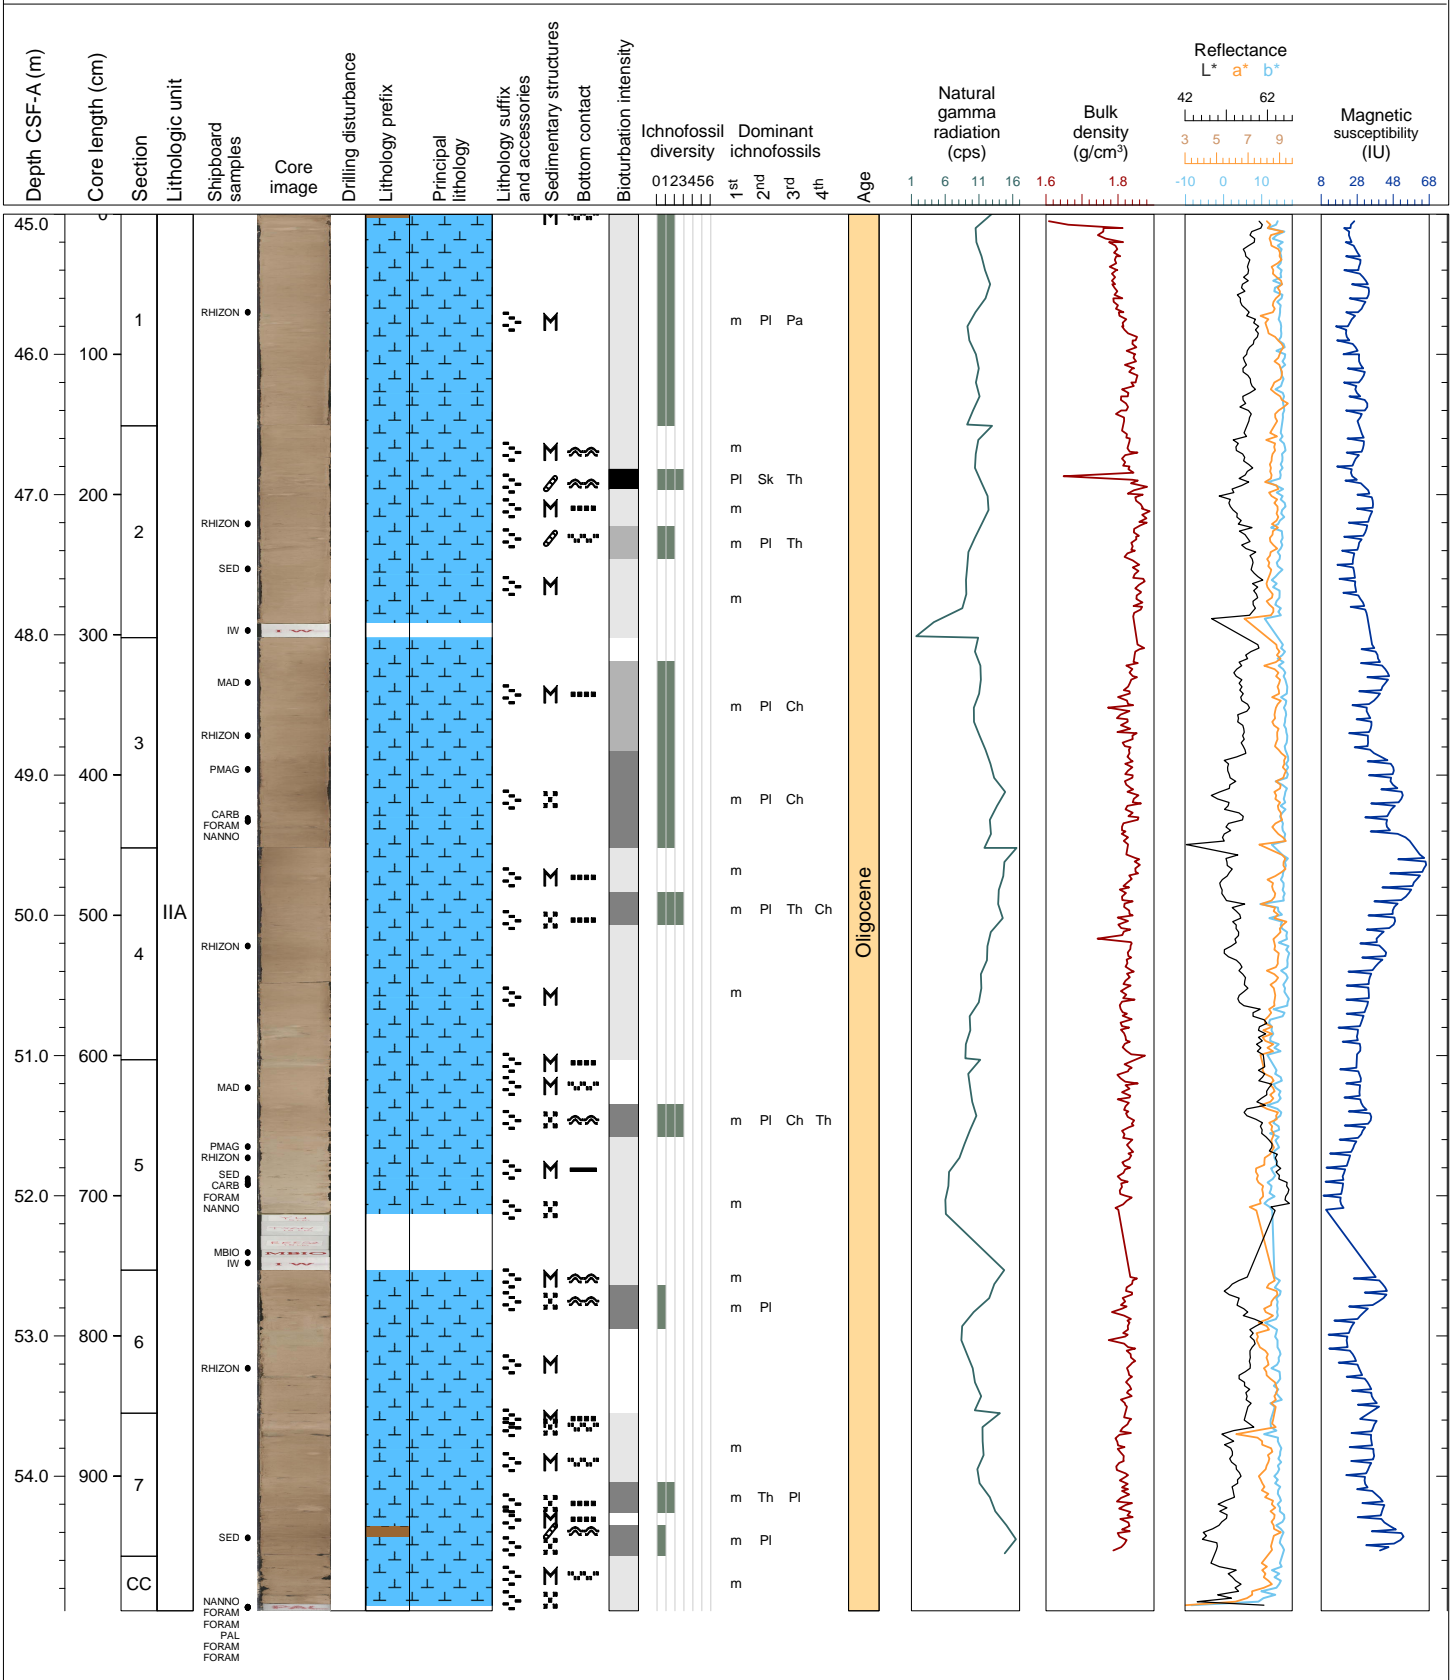 Depth CSF-A (m)
Core length (cm)
Section
Lithologic unit
Shipboard samples
Core image
Drilling disturbance
Lithology prefix
Principal lithology
Lithology suffix and accessories
Sedimentary structures
Bottom contact
Bioturbation intensity
Ichnofossil diversity
0123456
Dominant ichnofossils
1st 2nd 3rd 4th
Age
Natural gamma radiation (cps)
1 6 11 16
Bulk density (g/cm³)
1.6 1.8
Reflectance
L* a* b*
42 62
3 5 7 9
-10 0 10
Magnetic susceptibility (IU)
8 28 48 68
45.0 0
RHIZON
1
m Pl Pa
46.0 100
m
Pl Sk Th
47.0 200
m
RHIZON
2
m Pl Th
SED
m
IW
I W
48.0 300
MAD
m Pl Ch
RHIZON
3
PMAG
49.0 400
m Pl Ch
CARB
FORAM
NANNO
m
IIA
50.0 500
m Pl Th Ch
Oligocene
RHIZON
4
m
51.0 600
MAD
m Pl Ch Th
PMAG
RHIZON
5
SED
CARB
52.0 700
FORAM
NANNO
m
MBIO
MBIO
IW
I W
m
m Pl
53.0 800
6
RHIZON
m
54.0 900
7
m Th Pl
SED
m Pl
CC
m
NANNO
PAL
FORAM
FORAM
PAL
FORAM
FORAM